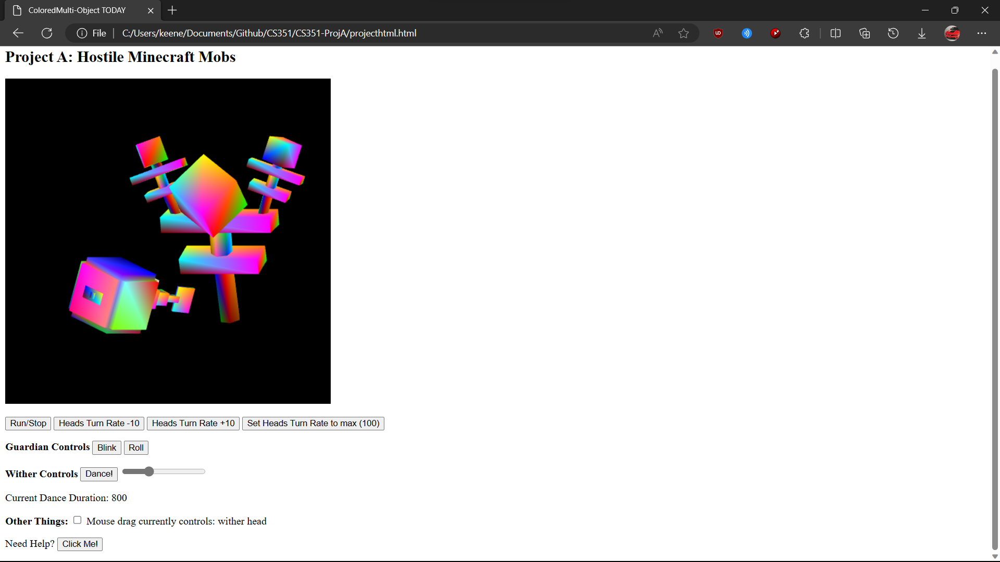 ColoredMulti-Object TODAY
File C:/Users/keene/Documents/Github/CS351/CS351-ProjA/projecthtml.html
Project A: Hostile Minecraft Mobs
Run/Stop Heads Turn Rate -10 Heads Turn Rate +10 Set Heads Turn Rate to max (100)
Guardian Controls Blink Roll
Wither Controls Dance!
Current Dance Duration: 800
Other Things: Mouse drag currently controls: wither head
Need Help? Click Me!